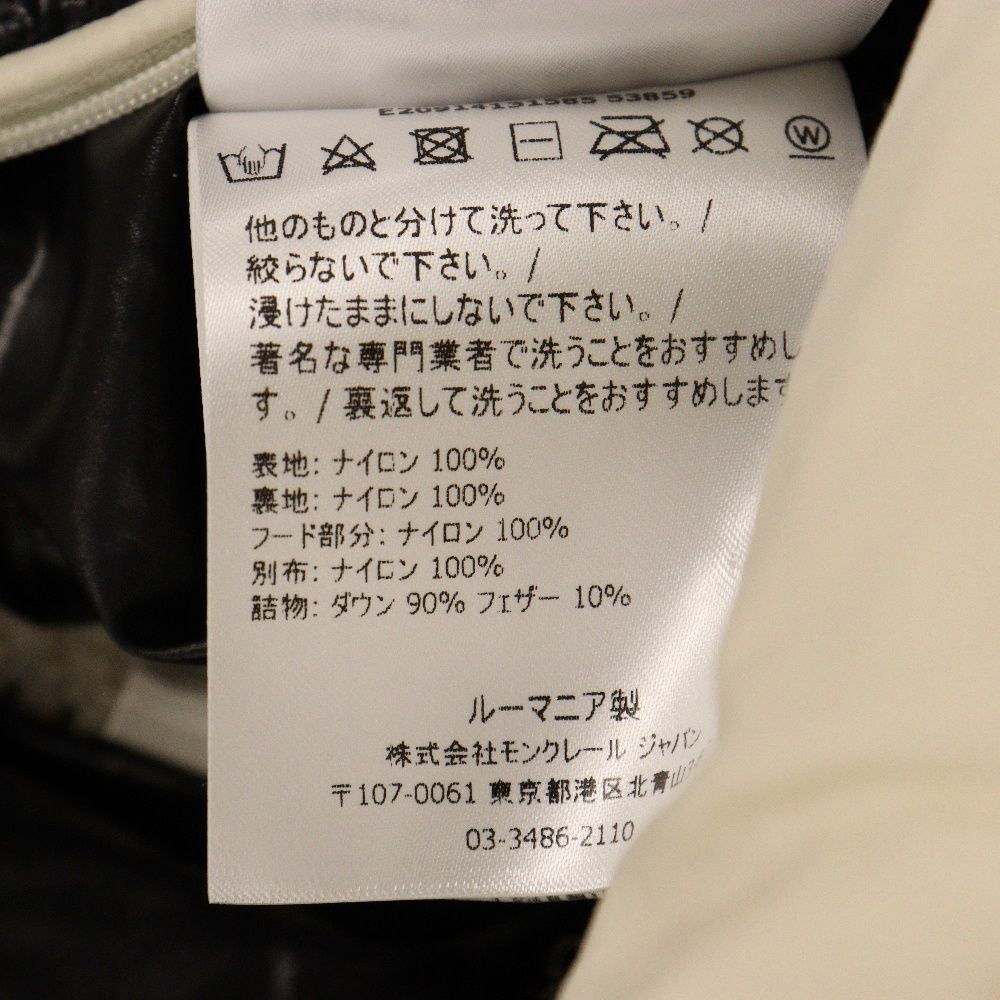 E20914131585 53859
W
他のものと分けて洗って下さい。/
絞らないで下さい。/
浸けたままにしないで下さい。/
著名な専門業者で洗うことをおすすめし
す。/ 裏返して洗うことをおすすめします
表地: ナイロン 100%
裏地: ナイロン 100%
フード部分: ナイロン 100%
別布: ナイロン 100%
詰物: ダウン 90% フェザー 10%
ルーマニア製
株式会社モンクレール ジャパン
〒107-0061 東京都港区北青山
03-3486-2110